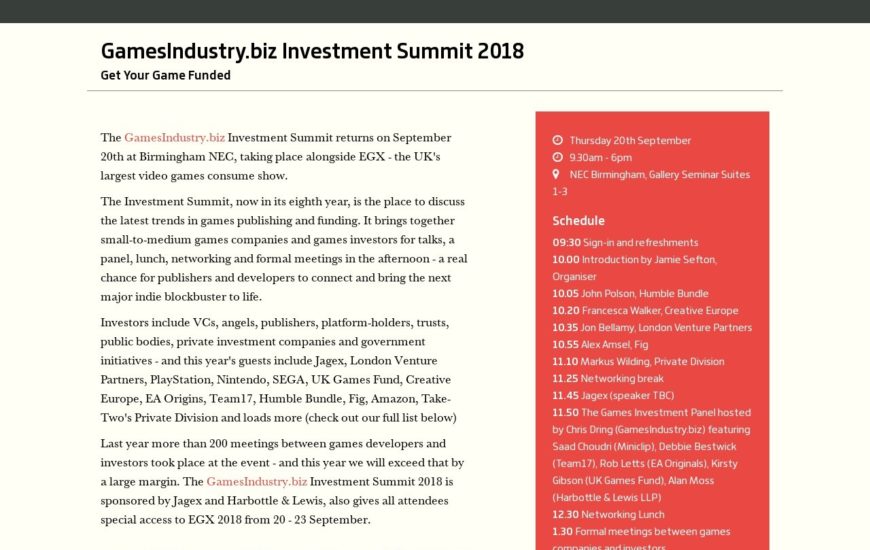 GamesIndustry.biz Investment Summit 2018
Get Your Game Funded
The GamesIndustry.biz Investment Summit returns on September
20th at Birmingham NEC, taking place alongside EGX - the UK's
largest video games consume show.
The Investment Summit, now in its eighth year, is the place to discuss
the latest trends in games publishing and funding. It brings together
small-to-medium games companies and games investors for talks, a
panel, lunch, networking and formal meetings in the afternoon - a real
chance for publishers and developers to connect and bring the next
major indie blockbuster to life.
Investors include VCs, angels, publishers, platform-holders, trusts,
public bodies, private investment companies and government
initiatives - and this year's guests include Jagex, London Venture
Partners, PlayStation, Nintendo, SEGA, UK Games Fund, Creative
Europe, EA Origins, Team17, Humble Bundle, Fig, Amazon, Take-
Two's Private Division and loads more (check out our full list below)
Last year more than 200 meetings between games developers and
investors took place at the event - and this year we will exceed that by
a large margin. The GamesIndustry.biz Investment Summit 2018 is
sponsored by Jagex and Harbottle & Lewis, also gives all attendees
special access to EGX 2018 from 20 - 23 September.
Thursday 20th September
9.30am - 6pm
NEC Birmingham, Gallery Seminar Suites
1-3
Schedule
09:30 Sign-in and refreshments
10.00 Introduction by Jamie Sefton,
Organiser
10.05 John Polson, Humble Bundle
10.20 Francesca Walker, Creative Europe
10.35 Jon Bellamy, London Venture Partners
10.55 Alex Amsel, Fig
11.10 Markus Wilding, Private Division
11.25 Networking break
11.45 Jagex (speaker TBC)
11.50 The Games Investment Panel hosted
by Chris Dring (GamesIndustry.biz) featuring
Saad Choudri (Miniclip), Debbie Bestwick
(Team17), Rob Letts (EA Originals), Kirsty
Gibson (UK Games Fund), Alan Moss
(Harbottle & Lewis LLP)
12.30 Networking Lunch
1.30 Formal meetings between games
companies and investors